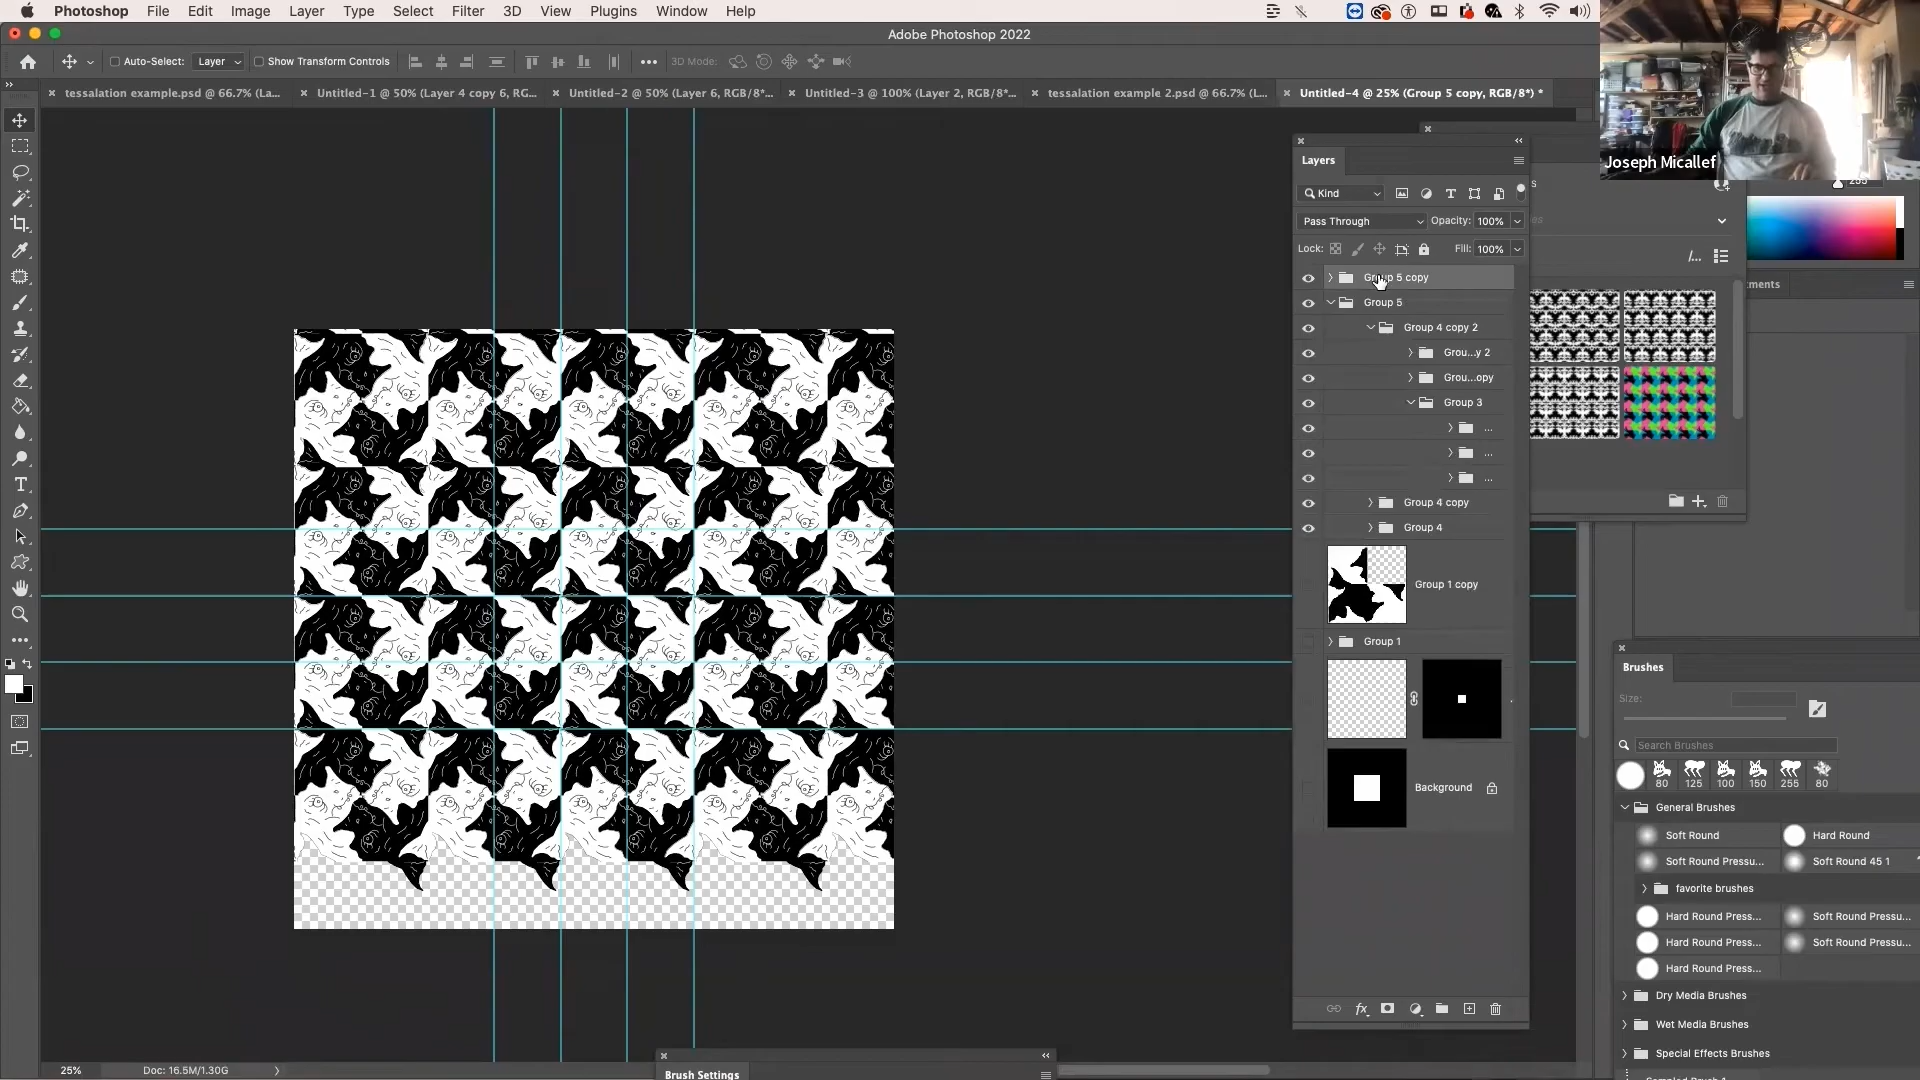 Photoshop File Edit Image Layer Type Select Filter 3D View Plugins Window Help
Adobe Photoshop 2022
Auto-Select: Layer Show Transform Controls 3D Mode:
tessalation example.psd @ 66.7% (La... Untitled-1 @ 50% (Layer 4 copy 6, RG... Untitled-2 @ 50% (Layer 6, RGB/8*... Untitled-3 @ 100% (Layer 2, RGB/8*... tessalation example 2.psd @ 66.7% (L... Untitled-4 @ 25% (Group 5 copy, RGB/8*) *
Joseph Micallef
Layers
Kind
Pass Through Opacity: 100%
Lock: Fill: 100%
Group 5 copy
Group 5
Group 4 copy 2
Grou...y 2
Grou...opy
Group 3
...
...
...
Group 4 copy
Group 4
Group 1 copy
Group 1
Background
255
ments
Brushes
Size:
Search Brushes
80 125 100 150 255 80
General Brushes
Soft Round Hard Round
Soft Round Pressu... Soft Round 45 1
favorite brushes
Hard Round Press... Soft Round Pressu...
Hard Round Press... Soft Round Pressu...
Hard Round Press...
Dry Media Brushes
Wet Media Brushes
Special Effects Brushes
25% Doc: 16.5M/1.30G
Brush Settings